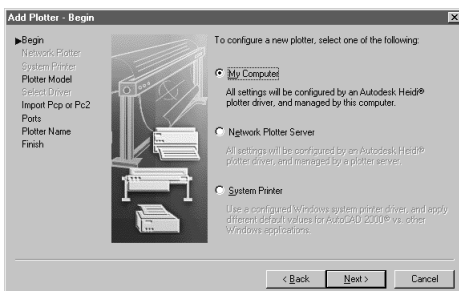 Add Plotter - Begin
Begin
Network Plotter
System Printer
Plotter Model
Select Driver
Import Pcp or Pc2
Ports
Plotter Name
Finish
To configure a new plotter, select one of the following:
My Computer
All settings will be configured by an Autodesk Heidi®
plotter driver, and managed by this computer.
Network Plotter Server
All settings will be configured by an Autodesk Heidi®
plotter driver, and managed by a plotter server.
System Printer
Use a configured Windows system printer driver, and apply
different default values for AutoCAD 2000® vs. other
Windows applications.
< Back
Next >
Cancel